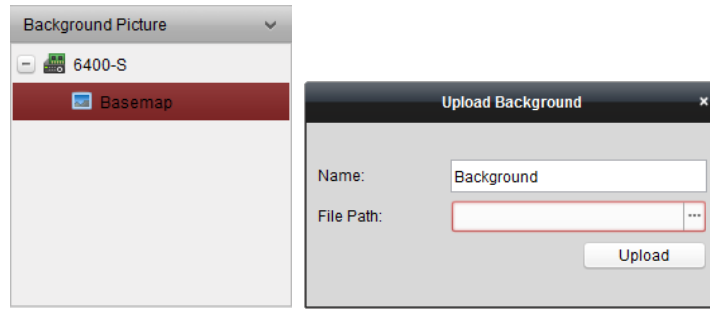 Background Picture
6400-S
Basemap
Upload Background ×
Name: Background
File Path: ...
Upload